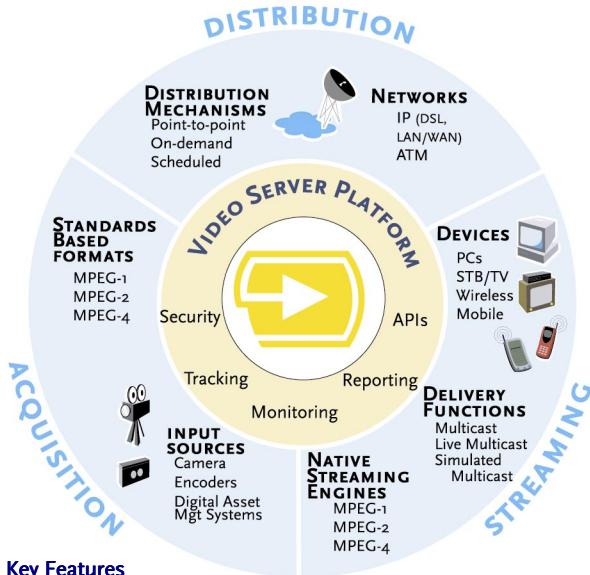 DISTRIBUTION
DISTRIBUTION
MECHANISMS
Point-to-point
On-demand
Scheduled
NETWORKS
IP (DSL,
LAN/WAN)
ATM
VIDEO SERVER PLATFORM
STANDARDS
BASED
FORMATS
MPEG-1
MPEG-2
MPEG-4
DEVICES
PCs
STB/TV
Wireless
Mobile
Security
APIs
Tracking
Reporting
Monitoring
ACQUISITION
INPUT
SOURCES
Camera
Encoders
Digital Asset
Mgt Systems
NATIVE
STREAMING
ENGINES
MPEG-1
MPEG-2
MPEG-4
DELIVERY
FUNCTIONS
Multicast
Live Multicast
Simulated
Multicast
STREAMING
Key Features